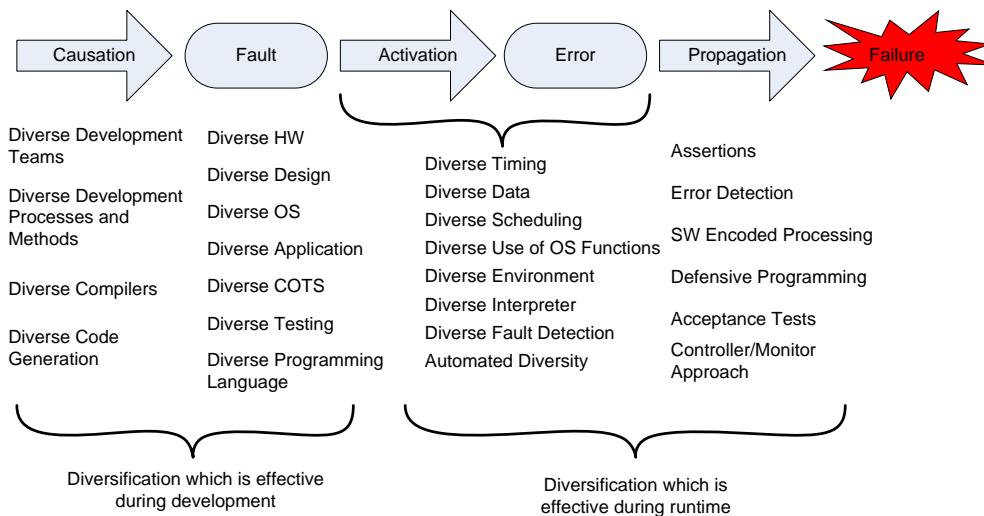 Causation
Fault
Activation
Error
Propagation
Failure
Diverse Development
Teams
Diverse Development
Processes and
Methods
Diverse Compilers
Diverse Code
Generation
Diverse HW
Diverse Design
Diverse OS
Diverse Application
Diverse COTS
Diverse Testing
Diverse Programming
Language
Diverse Timing
Diverse Data
Diverse Scheduling
Diverse Use of OS Functions
Diverse Environment
Diverse Interpreter
Diverse Fault Detection
Automated Diversity
Assertions
Error Detection
SW Encoded Processing
Defensive Programming
Acceptance Tests
Controller/Monitor
Approach
Diversification which is effective
during development
Diversification which is
effective during runtime